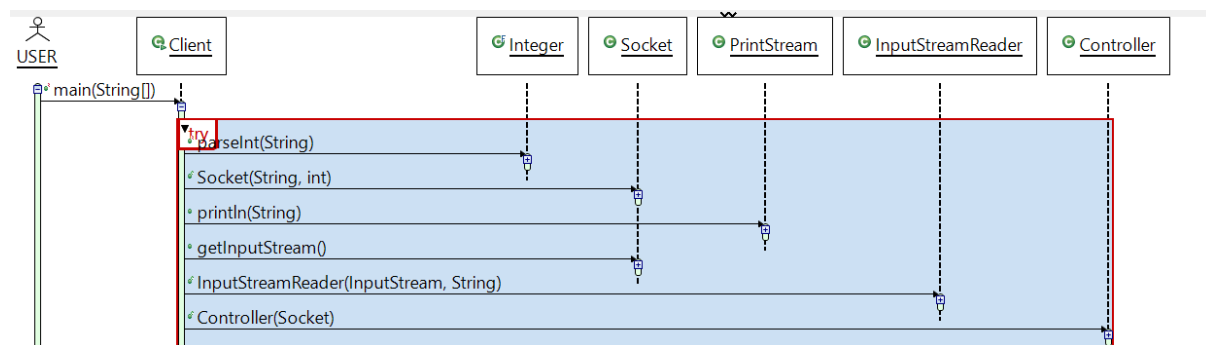 USER
Client
Integer
Socket
PrintStream
InputStreamReader
Controller
main(String[])
try
parseInt(String)
Socket(String, int)
println(String)
getInputStream()
InputStreamReader(InputStream, String)
Controller(Socket)